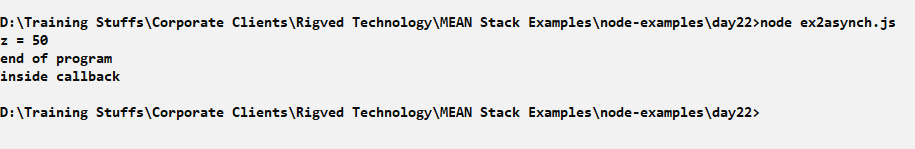 D:\Training Stuffs\Corporate Clients\Rigved Technology\MEAN Stack Examples\node-examples\day22>node ex2asynch.js
z = 50
end of program
inside callback
D:\Training Stuffs\Corporate Clients\Rigved Technology\MEAN Stack Examples\node-examples\day22>